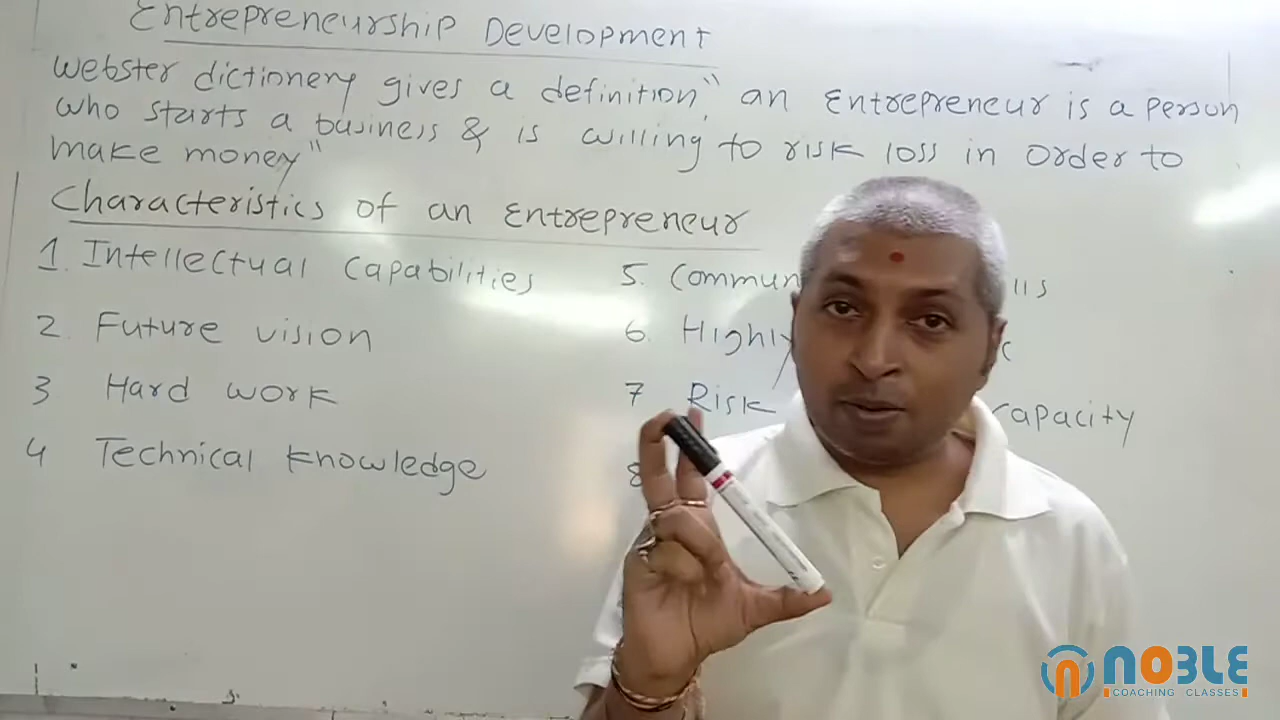 Entrepreneurship Development
Webster dictionery gives a definition" an Entrepreneur is a person
who starts a business & is willing to risk loss in order to
make money"
Characteristics of an Entrepreneur
1. Intellectual capabilities
2. Future vision
3 Hard work
4 Technical knowledge
5. Commun lls
6. Highly c
7 Risk capacity
8
NOBLE
COACHING CLASSES